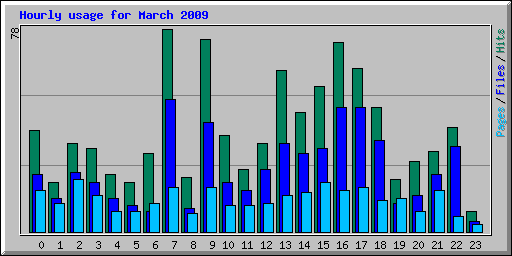 Hourly usage for March 2009
78
Pages / Files / Hits
0 1 2 3 4 5 6 7 8 9 10 11 12 13 14 15 16 17 18 19 20 21 22 23